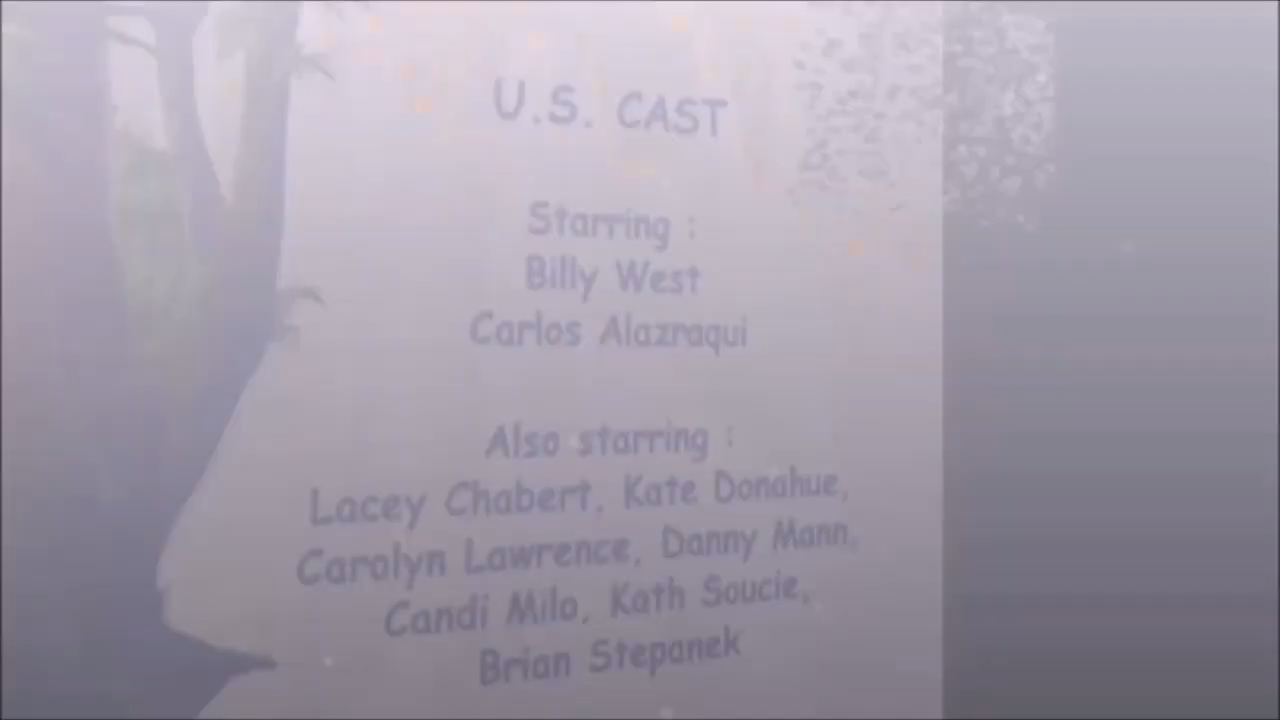 U.S. CAST
Starring :
Billy West
Carlos Alazraqui
Also starring :
Lacey Chabert, Kate Donahue,
Carolyn Lawrence, Danny Mann,
Candi Milo, Kath Soucie,
Brian Stepanek